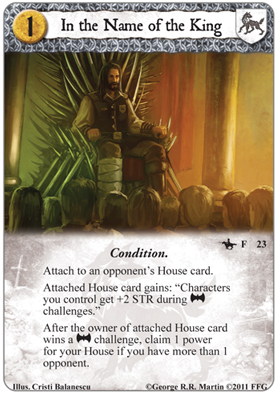 1 In the Name of the King
F 23
Condition.
Attach to an opponent's House card.
Attached House card gains: "Characters
you control get +2 STR during
challenges."
After the owner of attached House card
wins a challenge, claim 1 power
for your House if you have more than 1
opponent.
Illus. Cristi Balanescu ©George R.R. Martin ©2011 FFG